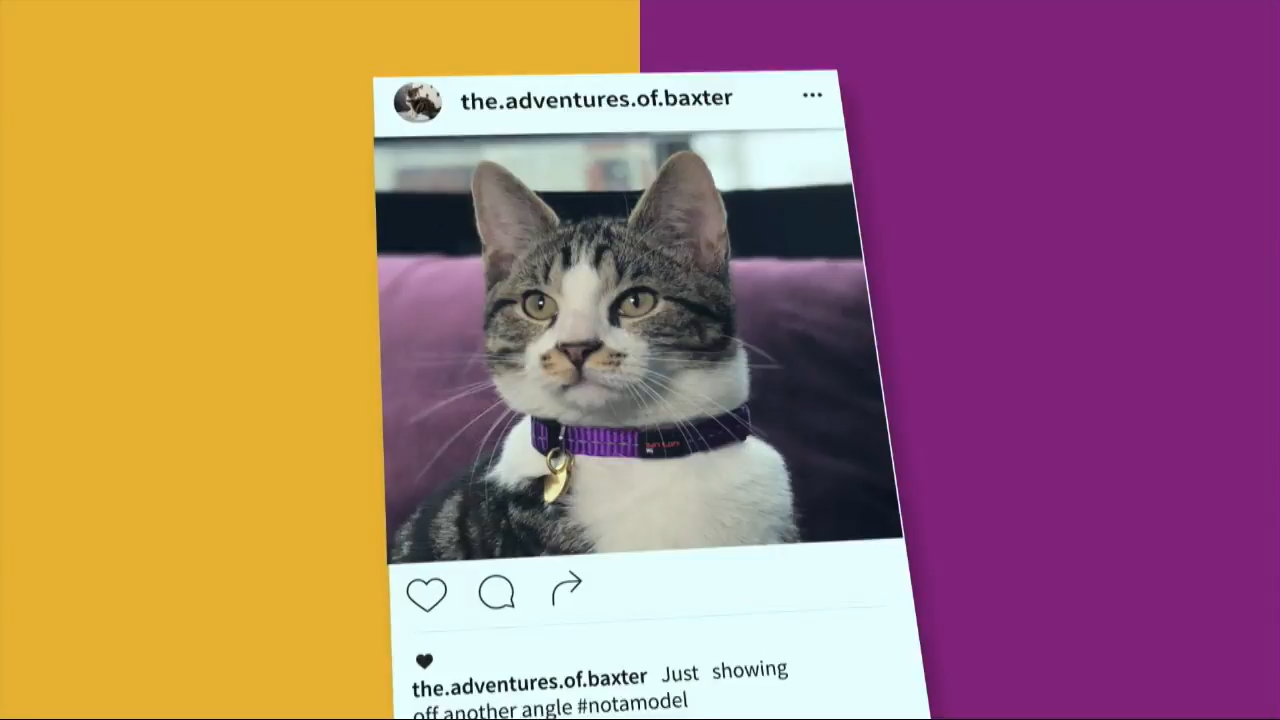 the.adventures.of.baxter
the.adventures.of.baxter Just showing
off another angle #notamodel